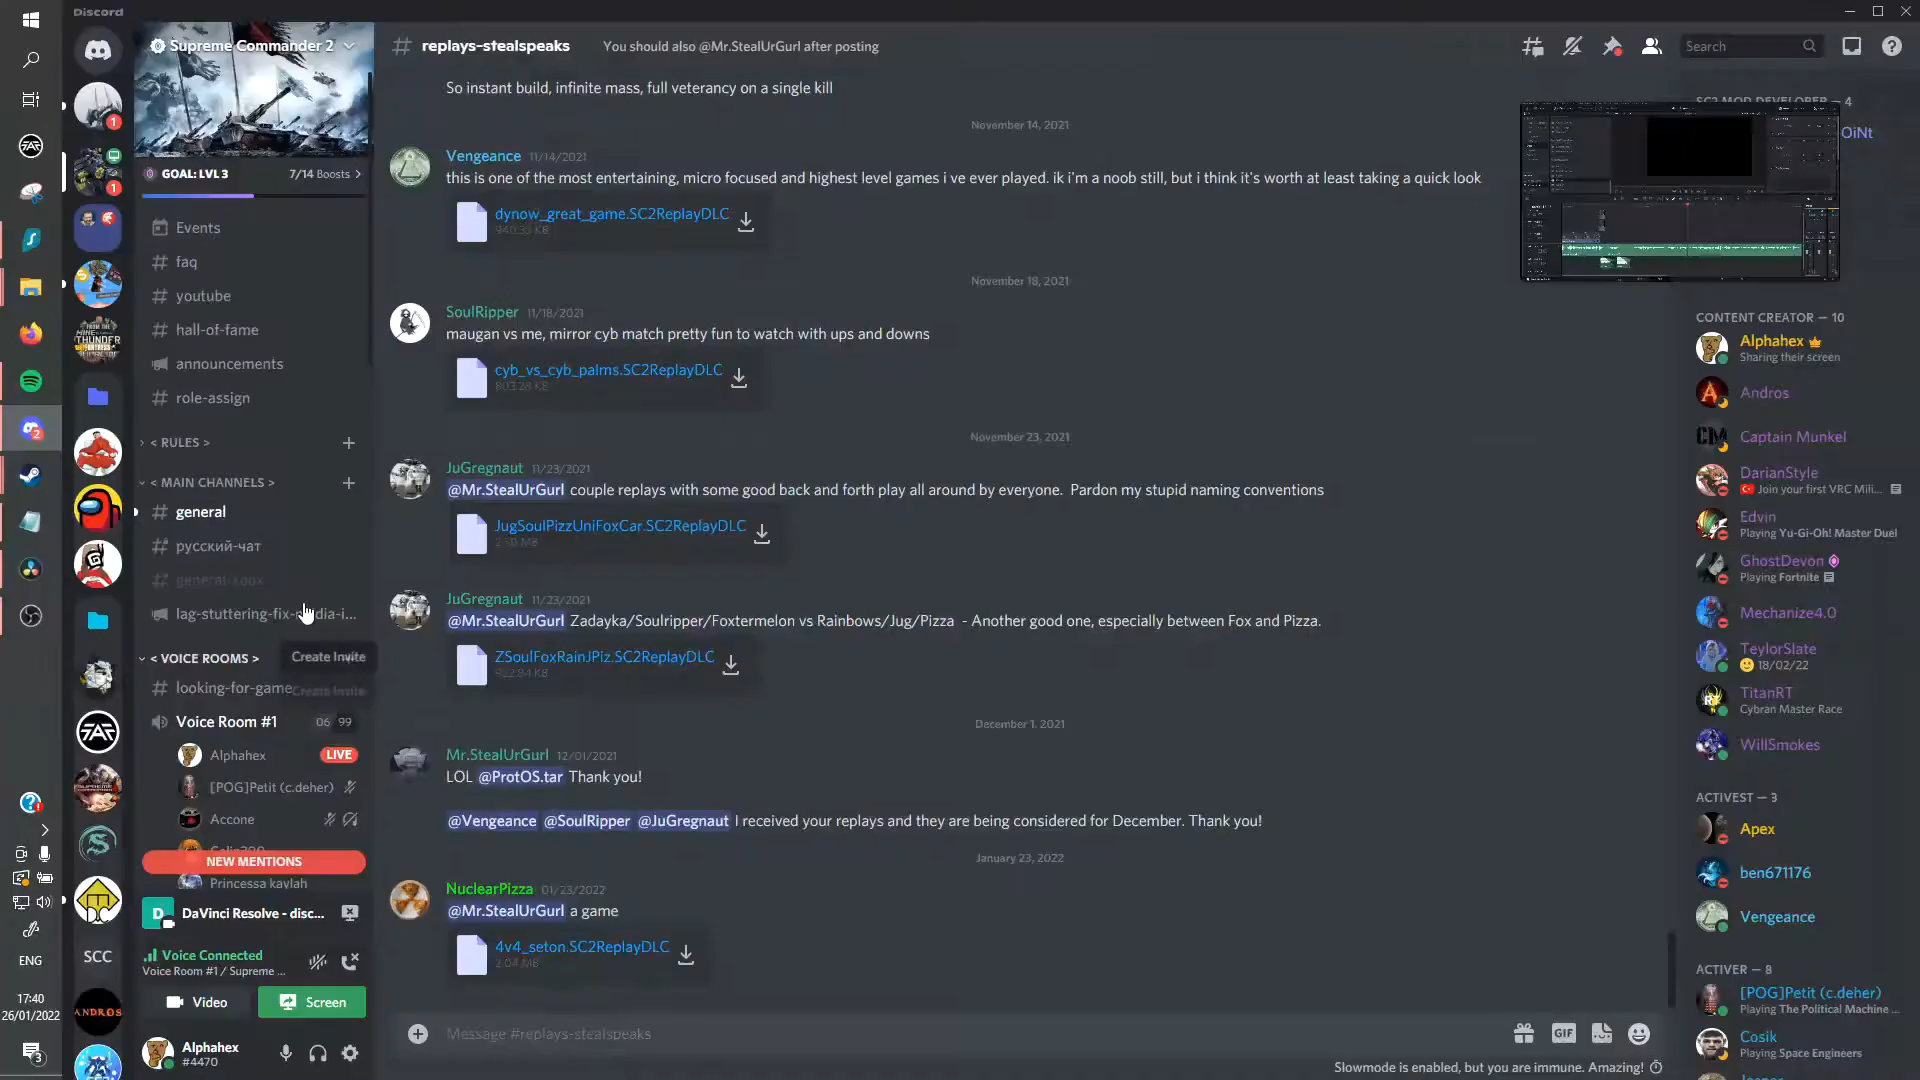 Discord
Supreme Commander 2
GOAL: LVL 3
7/14 Boosts
Events
faq
youtube
hall-of-fame
announcements
role-assign
< RULES >
< MAIN CHANNELS >
general
русский-чат
lag-stuttering-fix-n dia-i...
Create Invite
< VOICE ROOMS >
looking-for-game
Create Invite
Voice Room #1
06 99
Alphahex
LIVE
[POG]Petit (c.deher)
Accone
NEW MENTIONS
Princessa kaylah
DaVinci Resolve - disc...
Voice Connected
Voice Room #1 / Supreme ...
Video
Screen
Alphahex
#4470
SCC
ANDROS
ENG
17:40
26/01/2022
replays-stealspeaks
You should also @Mr.StealUrGurl after posting
Search
So instant build, infinite mass, full veterancy on a single kill
November 14, 2021
Vengeance 11/14/2021
this is one of the most entertaining, micro focused and highest level games i ve ever played. ik i'm a noob still, but i think it's worth at least taking a quick look
dynow_great_game.SC2ReplayDLC
940.33 KB
November 18, 2021
SoulRipper 11/18/2021
maugan vs me, mirror cyb match pretty fun to watch with ups and downs
cyb_vs_cyb_palms.SC2ReplayDLC
803.28 KB
November 23, 2021
JuGregnaut 11/23/2021
@Mr.StealUrGurl couple replays with some good back and forth play all around by everyone. Pardon my stupid naming conventions
JugSoulPizzUniFoxCar.SC2ReplayDLC
JuGregnaut 11/23/2021
@Mr.StealUrGurl Zadayka/Soulripper/Foxtermelon vs Rainbows/Jug/Pizza - Another good one, especially between Fox and Pizza.
ZSoulFoxRainJPiz.SC2ReplayDLC
922.84 KB
December 1, 2021
Mr.StealUrGurl 12/01/2021
LOL @ProtOS.tar Thank you!
@Vengeance @SoulRipper @JuGregnaut I received your replays and they are being considered for December. Thank you!
January 23, 2022
NuclearPizza 01/23/2022
@Mr.StealUrGurl a game
4v4_seton.SC2ReplayDLC
2.04 MB
Message #replays-stealspeaks
GIF
Slowmode is enabled, but you are immune. Amazing!
SC2 MOD DEVELOPER — 4
OiNt
CONTENT CREATOR — 10
Alphahex
Sharing their screen
Andros
Captain Munkel
DarianStyle
Join your first VRC Mili...
Edvin
Playing Yu-Gi-Oh! Master Duel
GhostDevon
Playing Fortnite
Mechanize4.0
TeylorSlate
18/02/22
TitanRT
Cybran Master Race
WillSmokes
ACTIVEST — 3
Apex
ben671176
Vengeance
ACTIVER — 8
[POG]Petit (c.deher)
Playing The Political Machine ...
Cosik
Playing Space Engineers